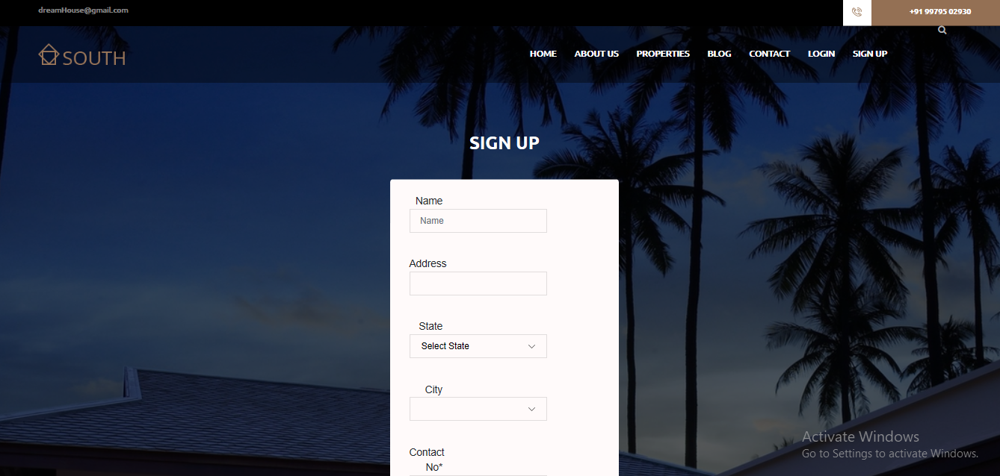 dreamHouse@gmail.com
+91 99795 02930
SOUTH
HOME ABOUT US PROPERTIES BLOG CONTACT LOGIN SIGN UP
SIGN UP
Name
Name
Address
State
Select State
City
Contact
No*
Activate Windows
Go to Settings to activate Windows.